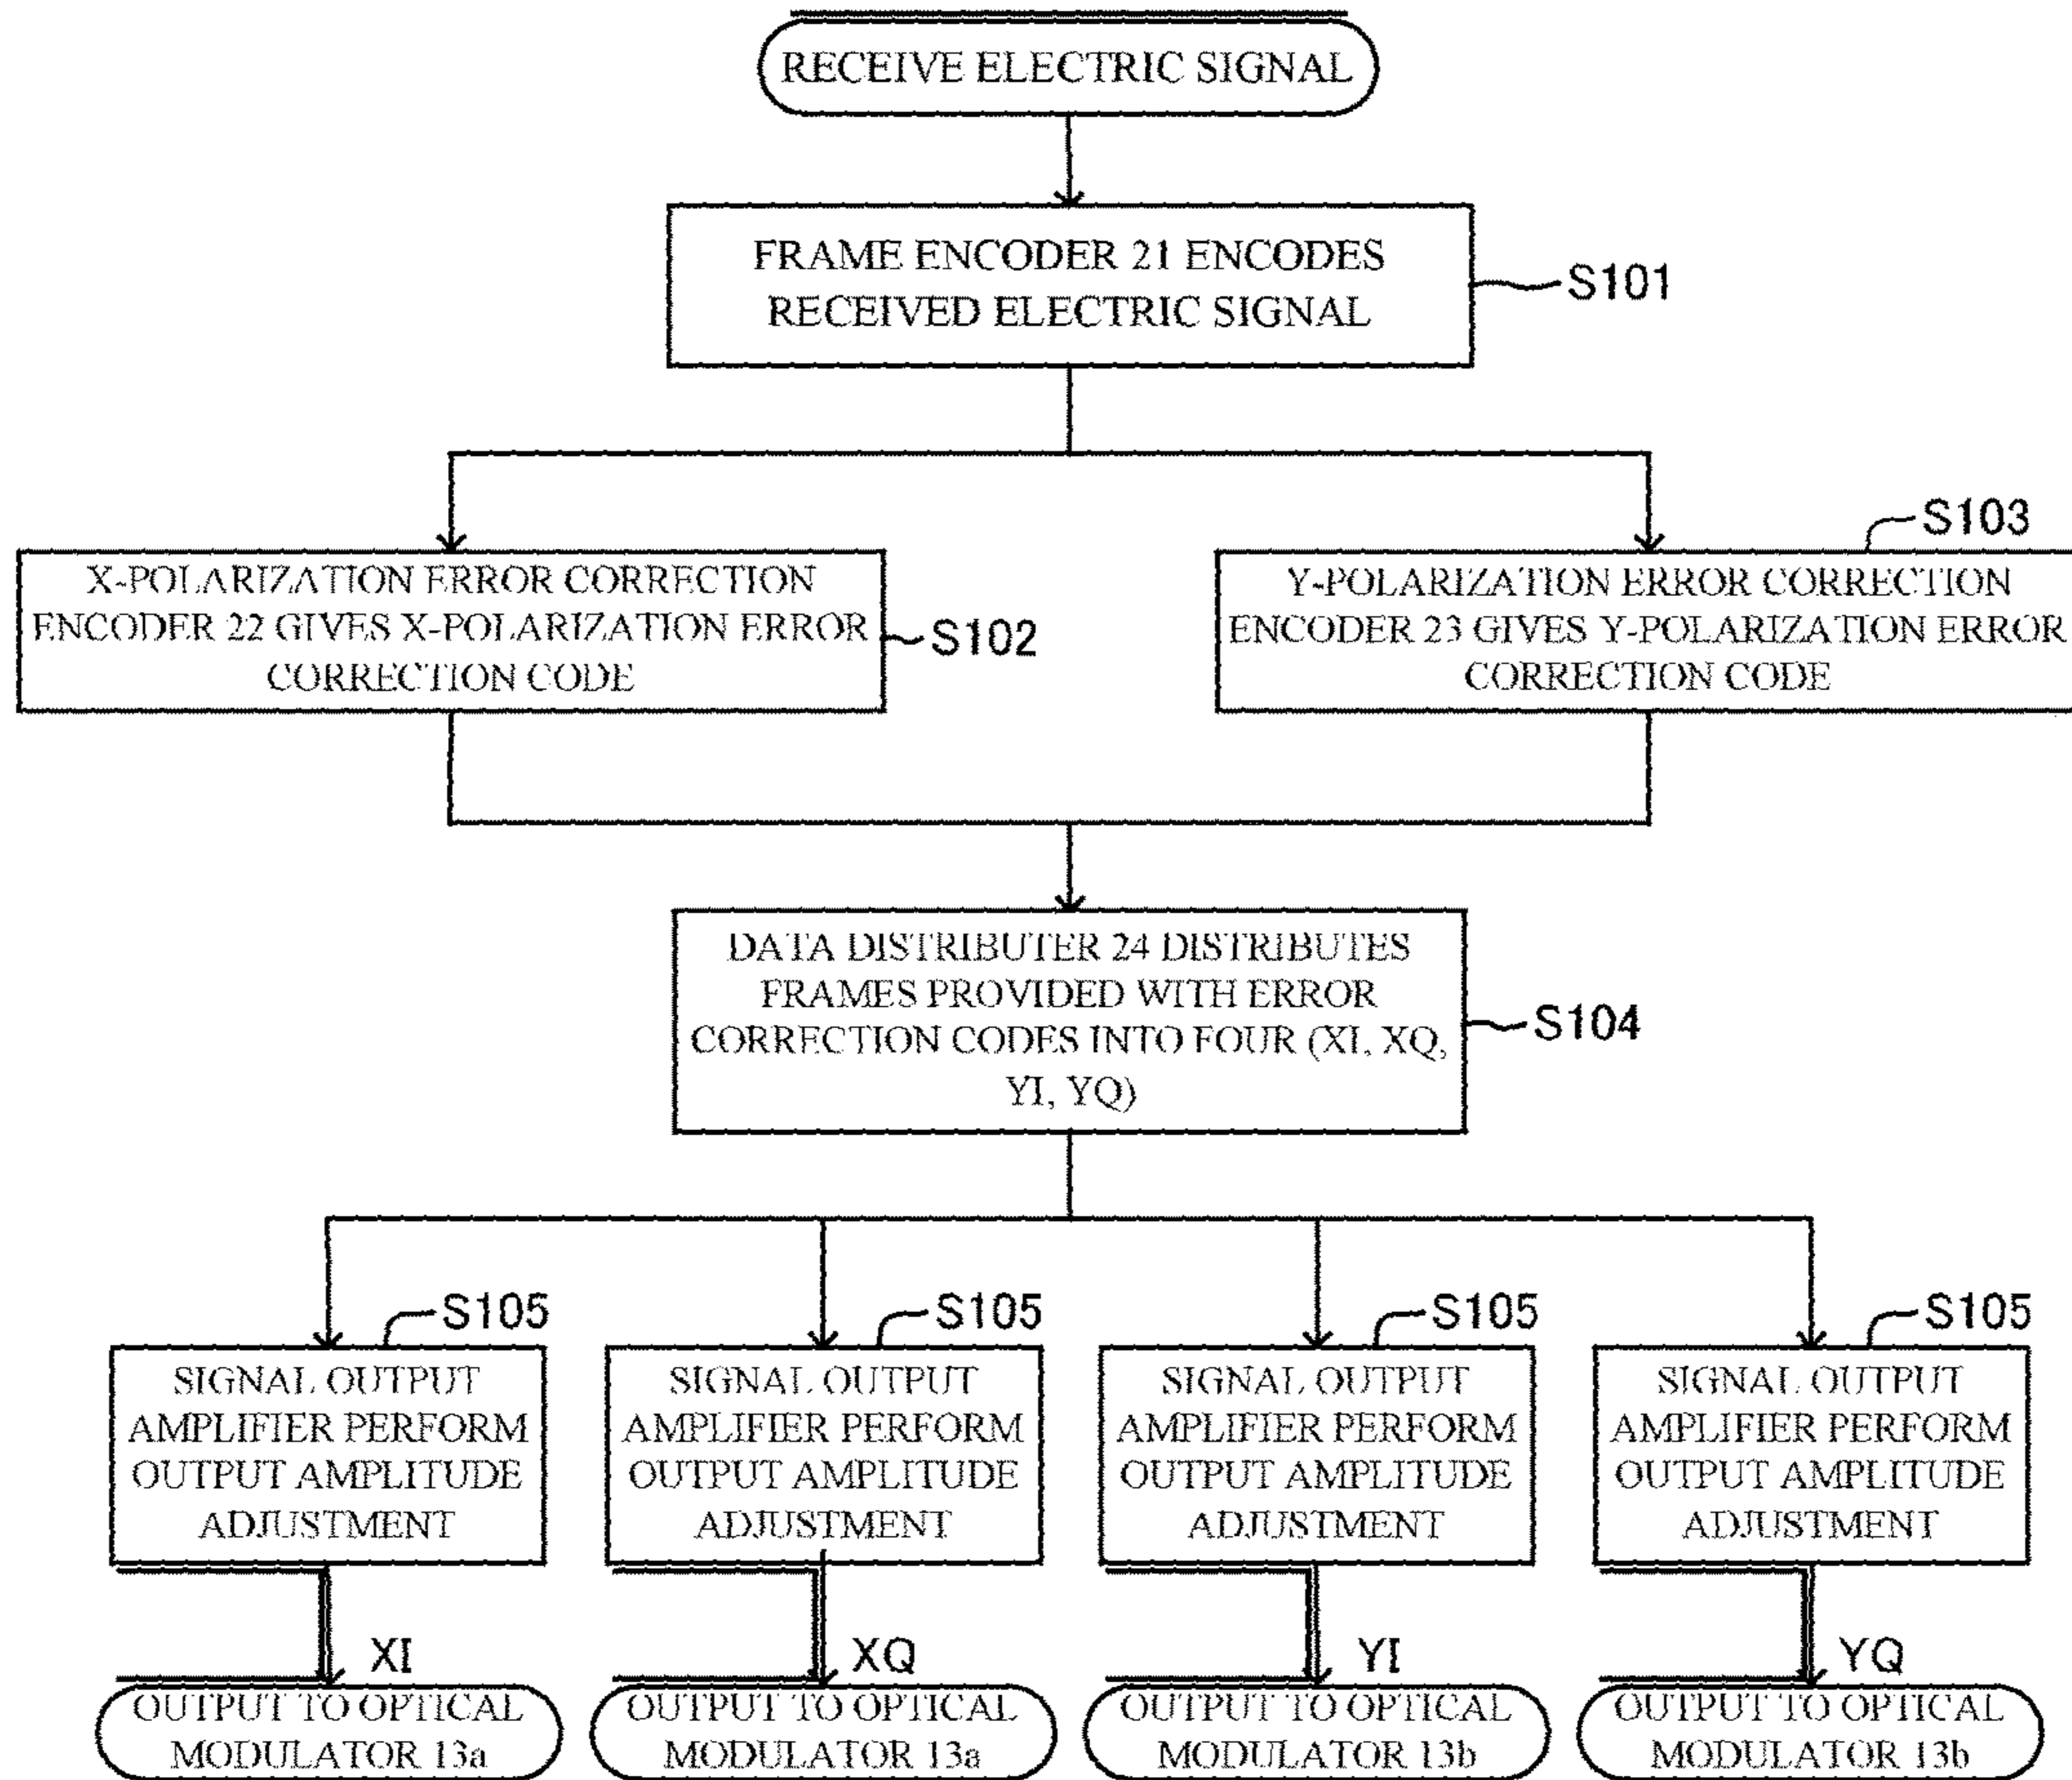 RECEIVE ELECTRIC SIGNAL
FRAME ENCODER 21 ENCODES
RECEIVED ELECTRIC SIGNAL
S101
X-POLARIZATION ERROR CORRECTION
ENCODER 22 GIVES X-POLARIZATION ERROR
CORRECTION CODE
S102
S103
Y-POLARIZATION ERROR CORRECTION
ENCODER 23 GIVES Y-POLARIZATION ERROR
CORRECTION CODE
DATA DISTRIBUTER 24 DISTRIBUTES
FRAMES PROVIDED WITH ERROR
CORRECTION CODES INTO FOUR (XI, XQ,
YI, YQ)
S104
S105
SIGNAL OUTPUT
AMPLIFIER PERFORM
OUTPUT AMPLITUDE
ADJUSTMENT
S105
SIGNAL OUTPUT
AMPLIFIER PERFORM
OUTPUT AMPLITUDE
ADJUSTMENT
S105
SIGNAL OUTPUT
AMPLIFIER PERFORM
OUTPUT AMPLITUDE
ADJUSTMENT
S105
SIGNAL OUTPUT
AMPLIFIER PERFORM
OUTPUT AMPLITUDE
ADJUSTMENT
XI
OUTPUT TO OPTICAL
MODULATOR 13a
XQ
OUTPUT TO OPTICAL
MODULATOR 13a
YI
OUTPUT TO OPTICAL
MODULATOR 13b
YQ
OUTPUT TO OPTICAL
MODULATOR 13b